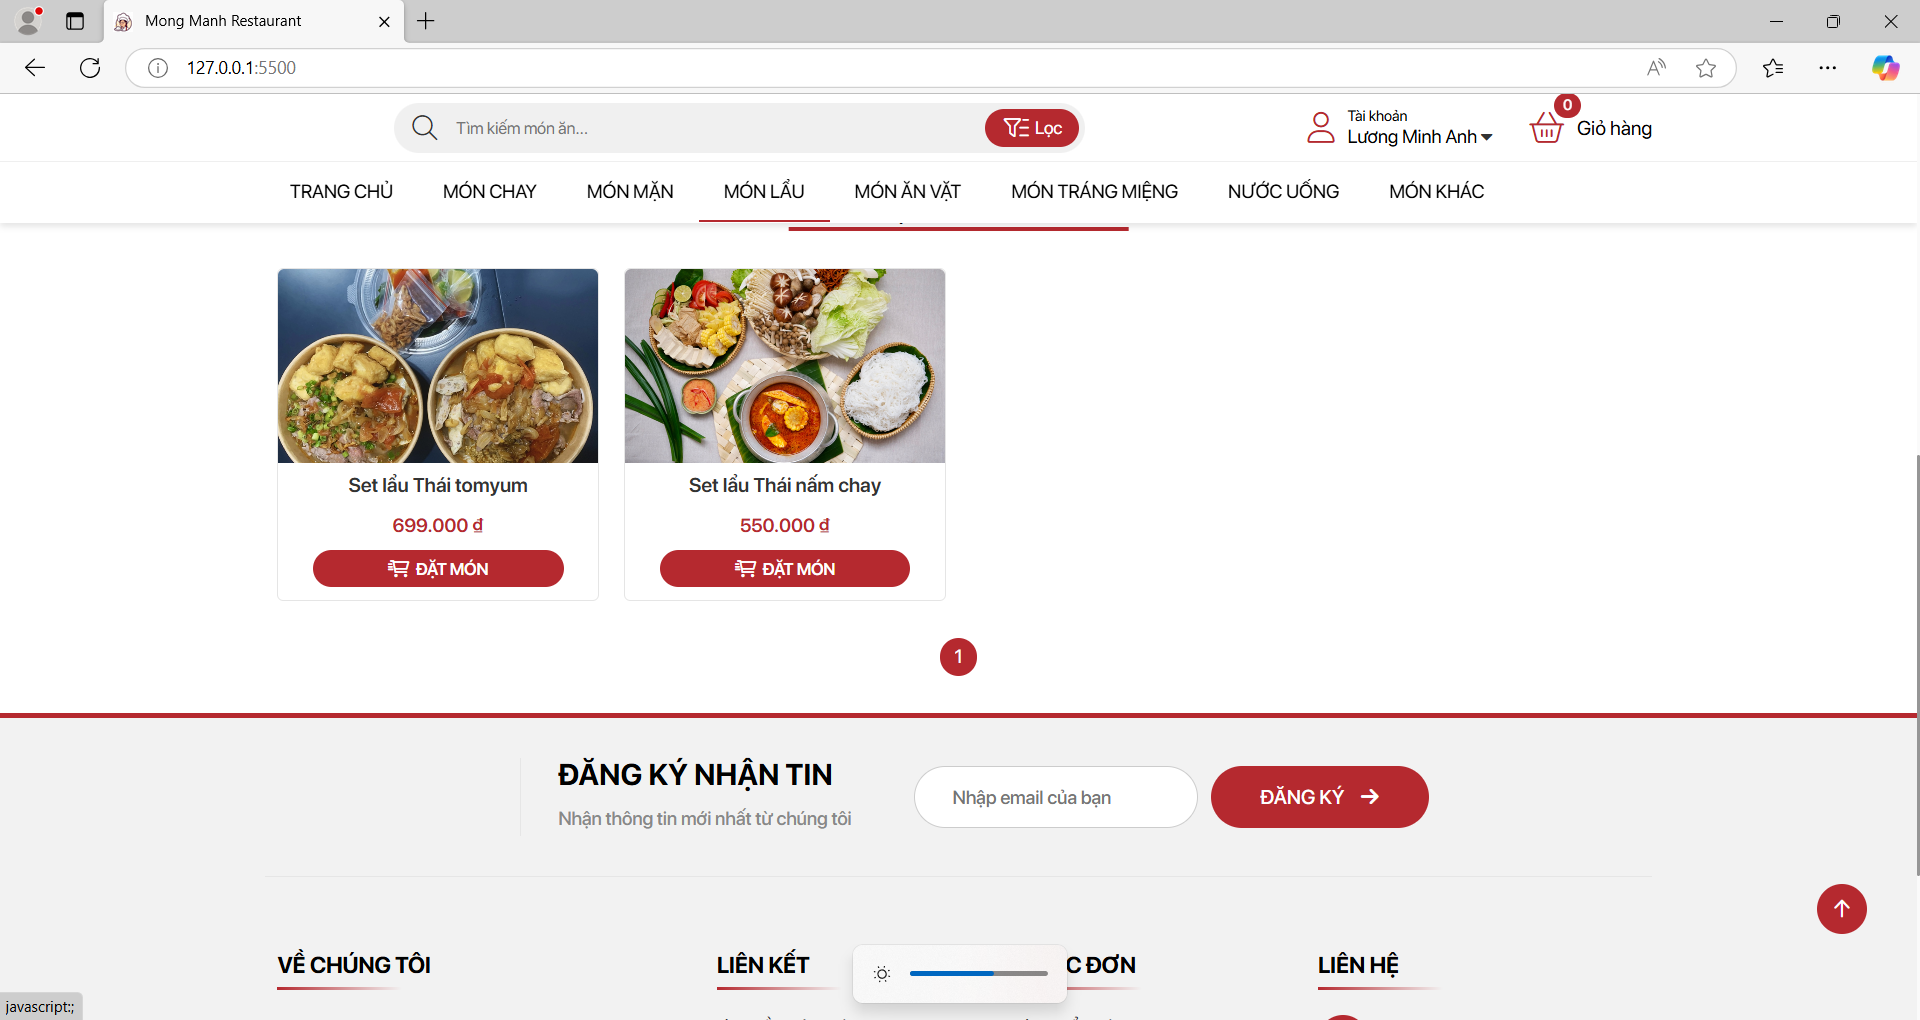 Mong Manh Restaurant
127.0.0.1:5500
Tìm kiếm món ăn...
Lọc
Tài khoản
Lương Minh Anh
0
Giỏ hàng
TRANG CHỦ
MÓN CHAY
MÓN MẶN
MÓN LẨU
MÓN ĂN VẶT
MÓN TRÁNG MIỆNG
NƯỚC UỐNG
MÓN KHÁC
Set lẩu Thái tomyum
699.000 ₫
ĐẶT MÓN
Set lẩu Thái nấm chay
550.000 ₫
ĐẶT MÓN
1
ĐĂNG KÝ NHẬN TIN
Nhận thông tin mới nhất từ chúng tôi
Nhập email của bạn
ĐĂNG KÝ
VỀ CHÚNG TÔI
LIÊN KẾT
C ĐƠN
LIÊN HỆ
javascript:;